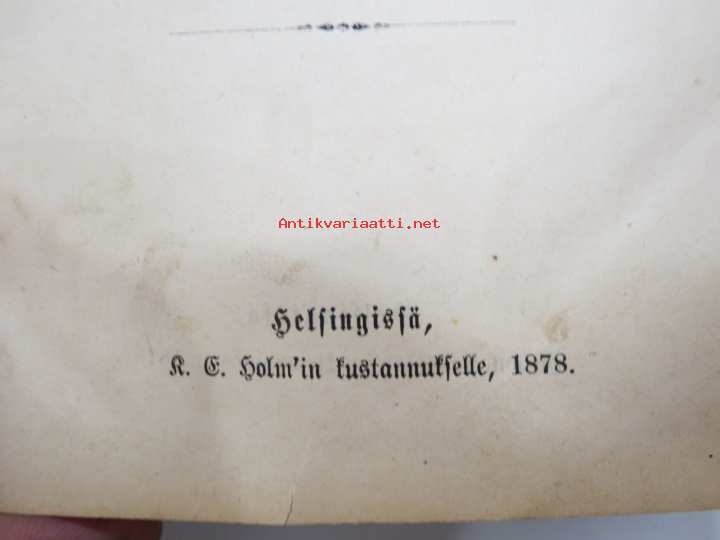 Antikvariaatti.net
Helsingissä,
K. E. Holm'in kustannukselle, 1878.